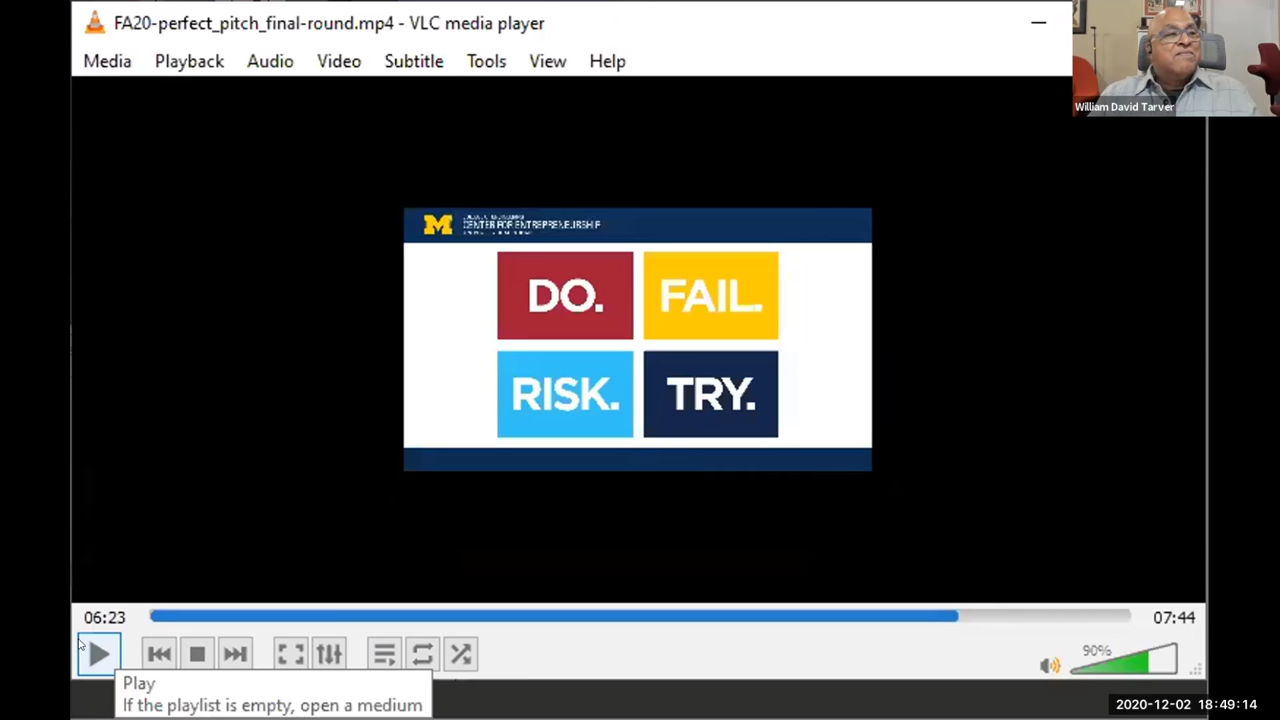 FA20-perfect_pitch_final-round.mp4 - VLC media player
Media Playback Audio Video Subtitle Tools View Help
William David Tarver
M
CENTER FOR ENTREPRENEURSHIP
DO. FAIL.
RISK. TRY.
06:23 07:44
90%
Play
If the playlist is empty, open a medium
2020-12-02 18:49:14